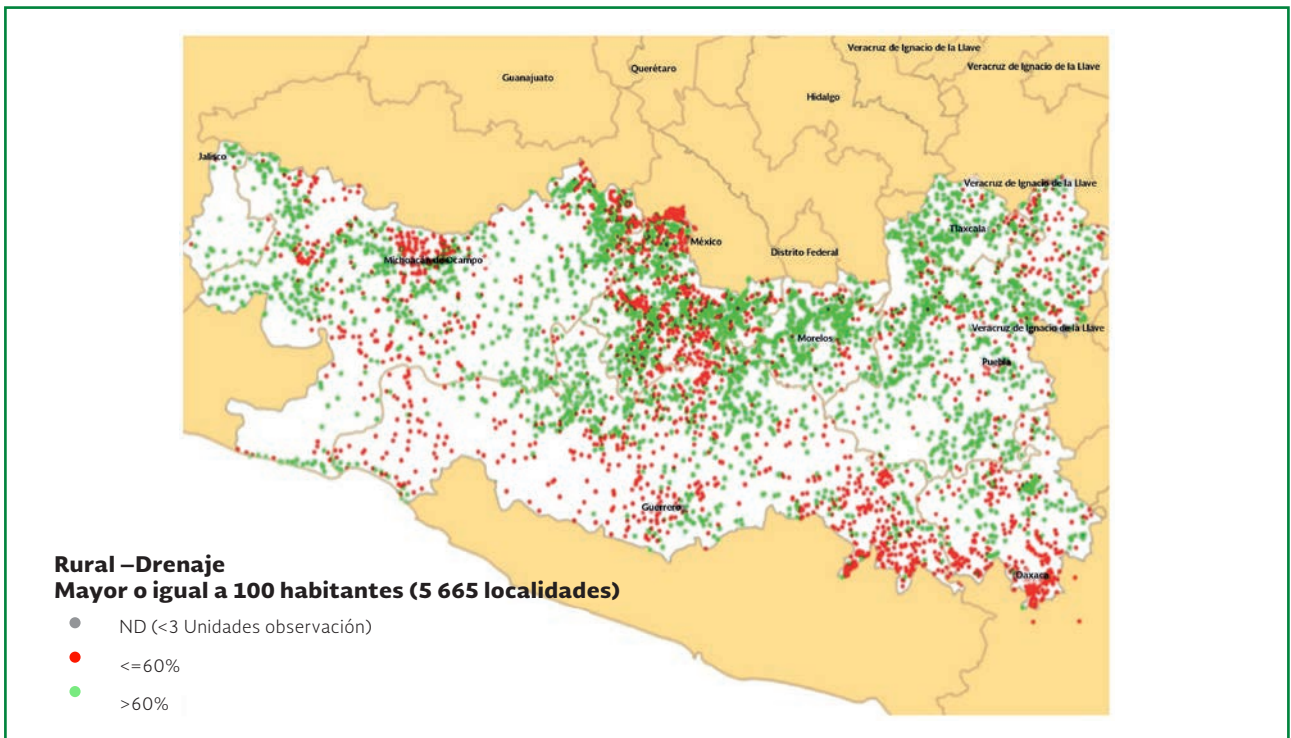 Veracruz de Ignacio de la Llave
Querétaro
Veracruz de Ignacio de la Llave
Guanajuato
Hidalgo
Jalisco
Veracruz de Ignacio de la Llave
Tlaxcala
México
Distrito Federal
Michoacán de Ocampo
Veracruz de Ignacio de la Llave
Morelos
Puebla
Guerrero
Oaxaca
Rural –Drenaje
Mayor o igual a 100 habitantes (5 665 localidades)
ND (<3 Unidades observación)
<=60%
>60%